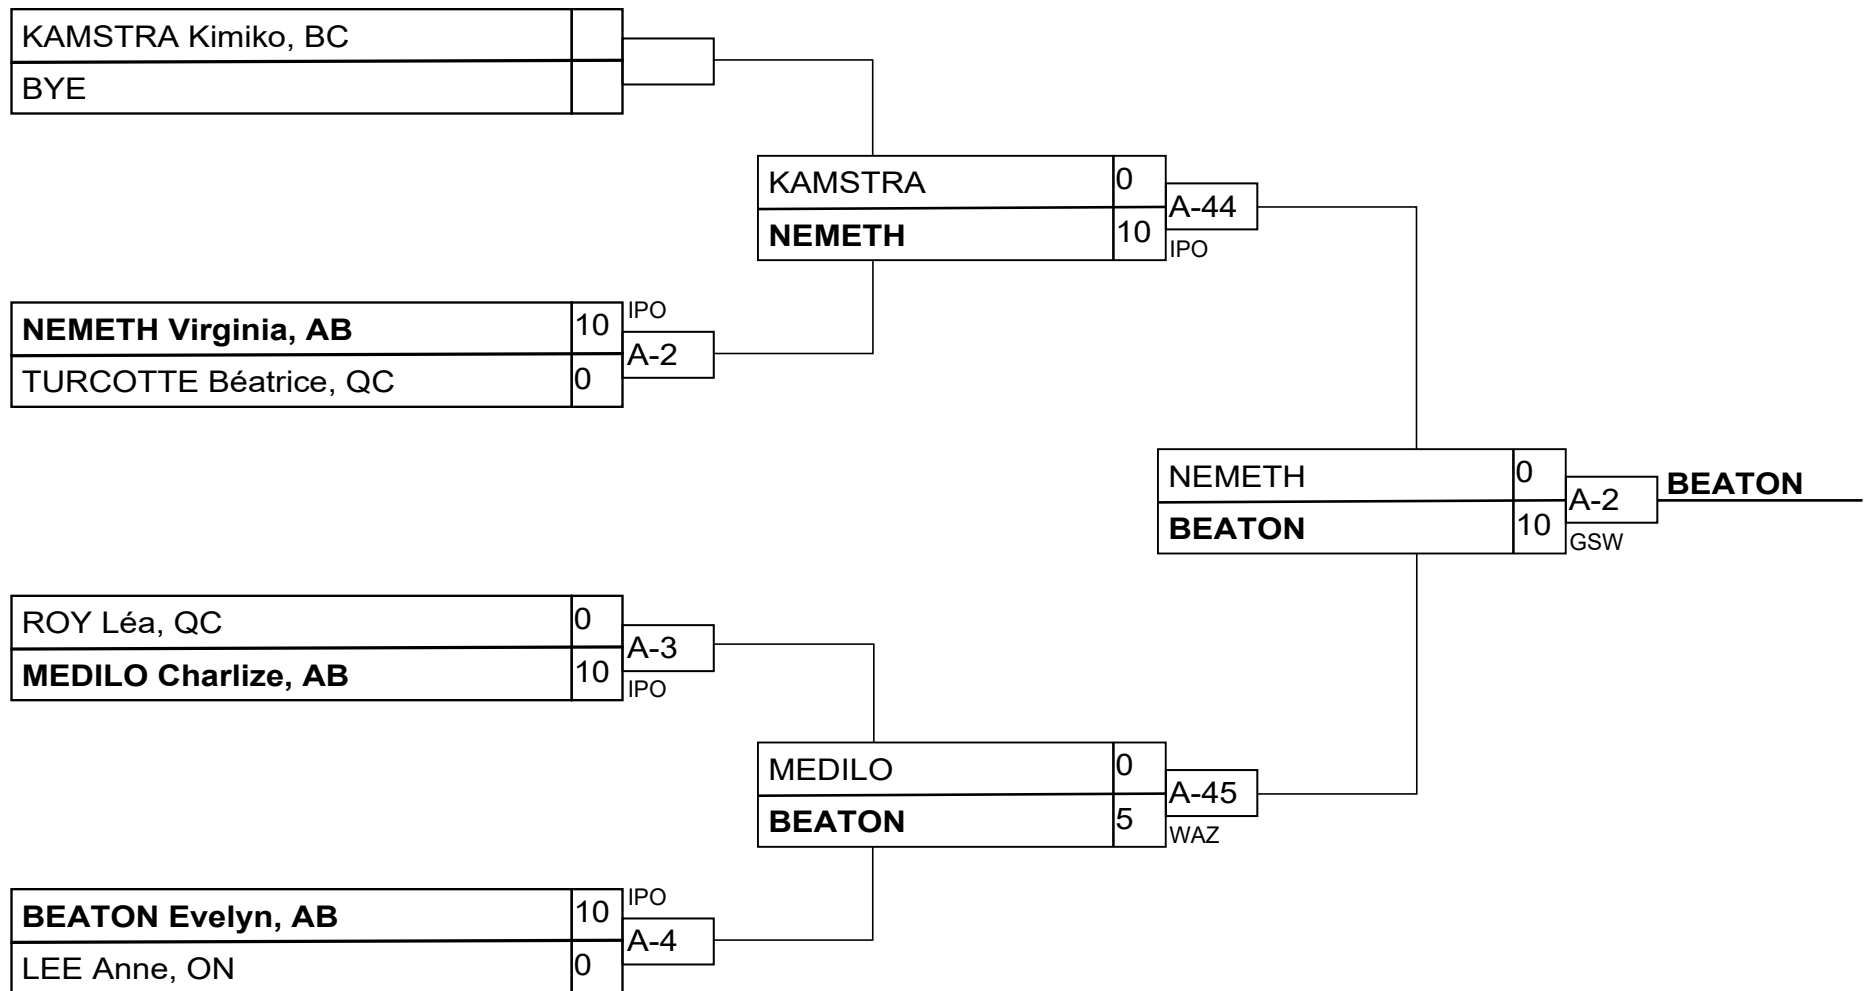 KAMSTRA Kimiko, BC
BYE
KAMSTRA 0
A-44
NEMETH 10
IPO
IPO
NEMETH Virginia, AB 10
A-2
TURCOTTE Béatrice, QC 0
NEMETH 0
BEATON
A-2
BEATON 10
GSW
ROY Léa, QC 0
A-3
MEDILO Charlize, AB 10
IPO
MEDILO 0
A-45
BEATON 5
WAZ
IPO
BEATON Evelyn, AB 10
A-4
LEE Anne, ON 0